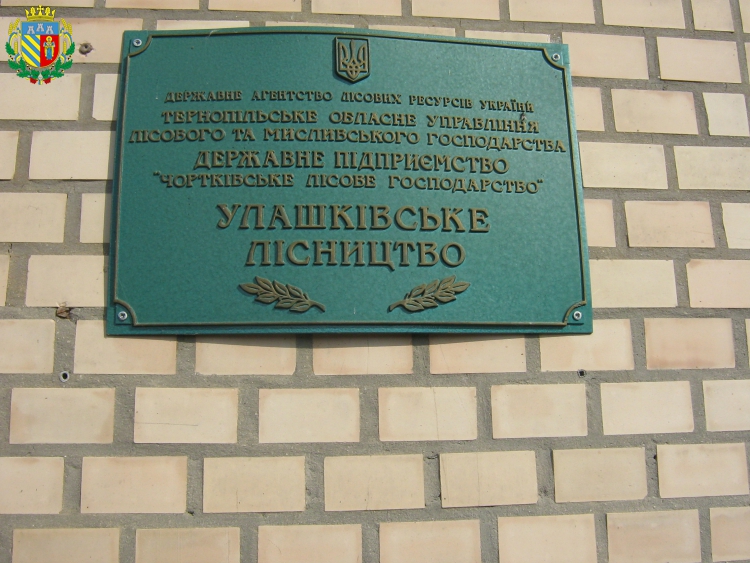 ДЕРЖАВНЕ АГЕНТСТВО ЛІСОВИХ РЕСУРСІВ УКРАЇНИ
ТЕРНОПІЛЬСЬКЕ ОБЛАСНЕ УПРАВЛІННЯ
ЛІСОВОГО ТА МИСЛИВСЬКОГО ГОСПОДАРСТВА
ДЕРЖАВНЕ ПІДПРИЄМСТВО
"ЧОРТКІВСЬКЕ ЛІСОВЕ ГОСПОДАРСТВО"
УЛАШКІВСЬКЕ
ЛІСНИЦТВО